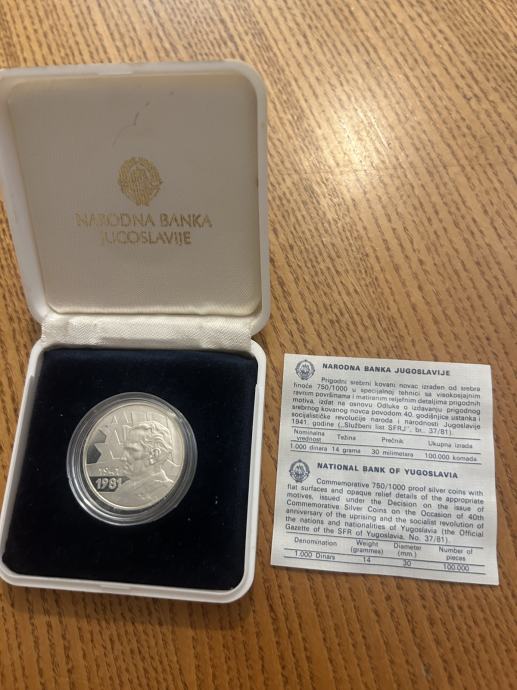 NARODNA BANKA
JUGOSLAVIJE
1941
1981
NARODNA BANKA JUGOSLAVIJE
Prigodni srebrni kovani novac izrađen od srebra
finoće 750/1000 u specijalnoj tehnici sa visokosjajnim
ravnim površinama i matiranim reljefnim detaljima prigodnih
motiva, izdat na osnovu Odluke o izdavanju prigodnog
srebrnog kovanog novca povodom 40. godišnjice ustanka i
socijalističke revolucije naroda i narodnosti Jugoslavije
1941. godine („Službeni list SFRJ", br. 37/81).
Nominalna vrednost Težina Prečnik Ukupna izrada
1.000 dinara 14 grama 30 milimetara 100.000 komada
NATIONAL BANK OF YUGOSLAVIA
Commemorative 750/1000 proof silver coins with
flat surfaces and opaque relief details of the appropriate
motives, issued under the Decision on the issue of
Commemorative Silver Coins on the Occasion of 40th
anniversary of the uprising and the socialist revolution of
the nations and nationalities of Yugoslavia (the Official
Gazette of the SFR of Yugoslavia, No. 37/81).
Denomination Weight (grammes) Diameter (mm.) Number of pieces
1.000 Dinars 14 30 100.000